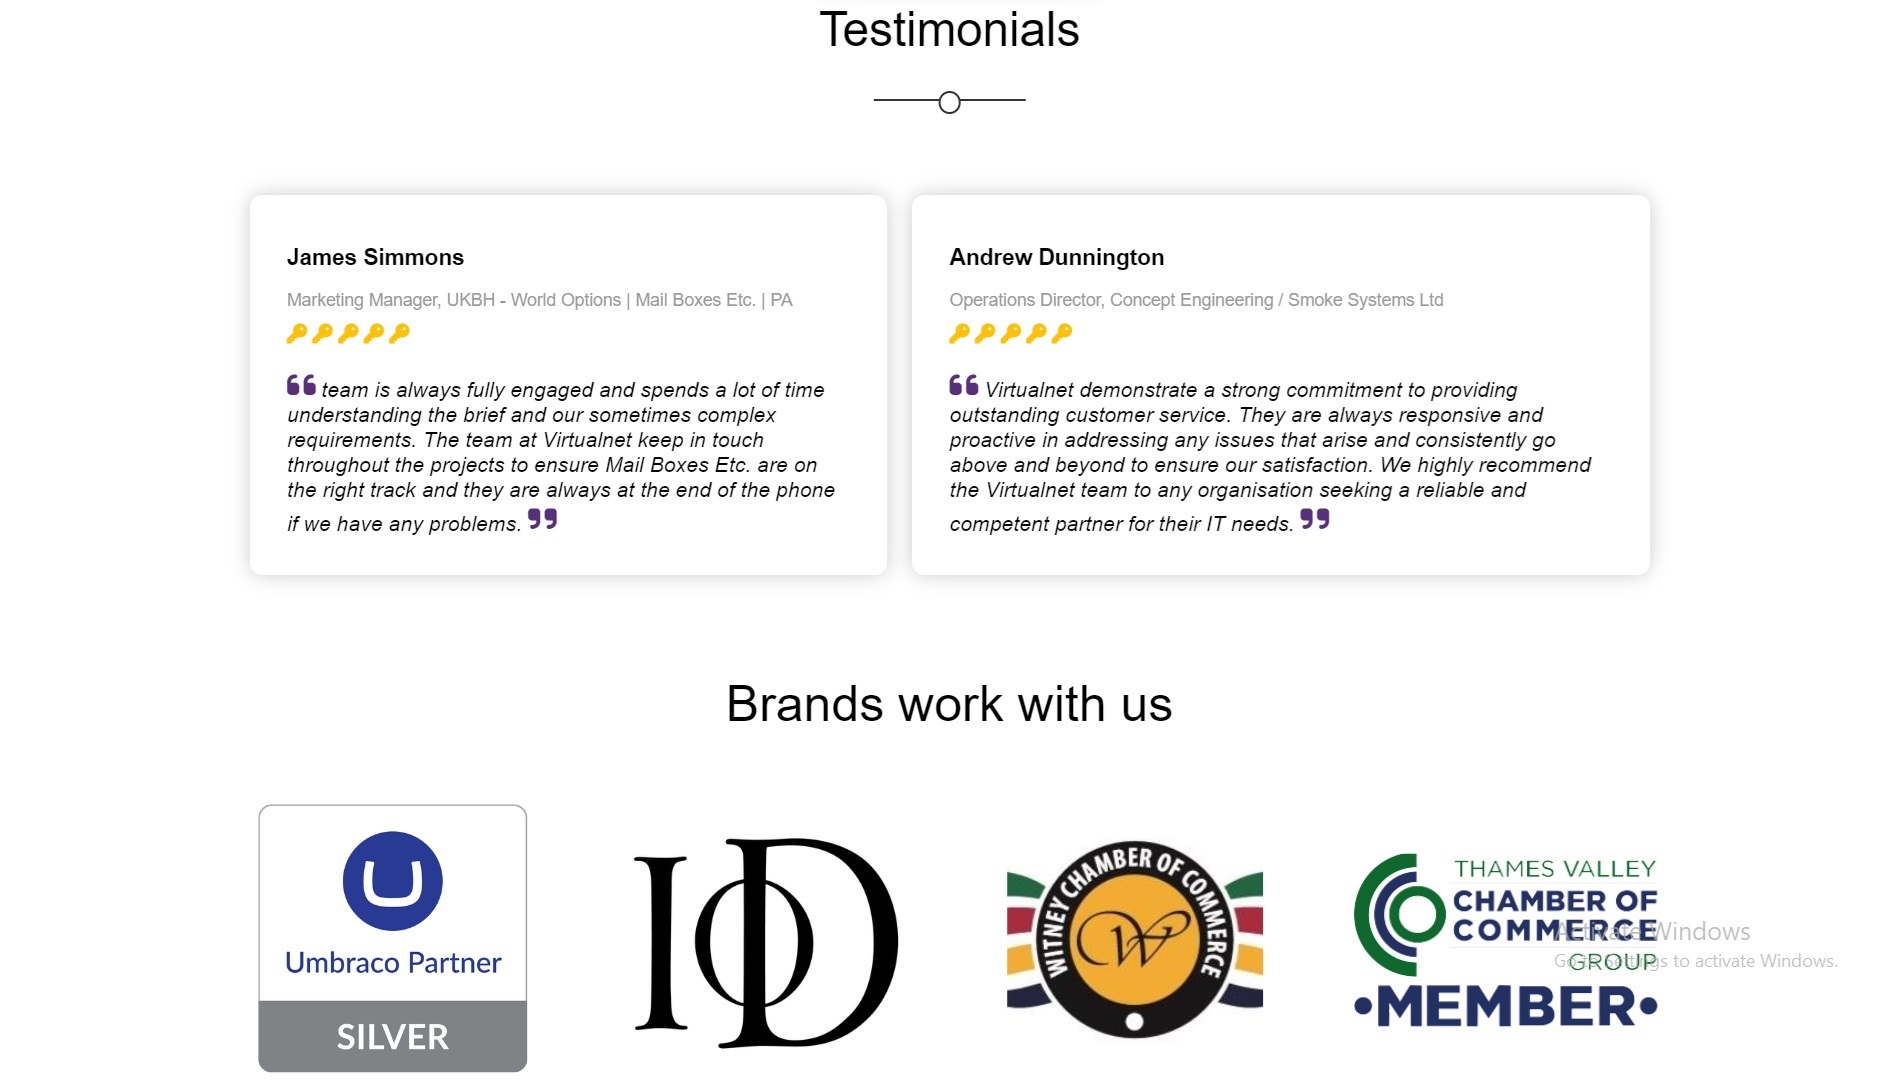 Testimonials
James Simmons
Marketing Manager, UKBH - World Options | Mail Boxes Etc. | PA
❝ team is always fully engaged and spends a lot of time
understanding the brief and our sometimes complex
requirements. The team at Virtualnet keep in touch
throughout the projects to ensure Mail Boxes Etc. are on
the right track and they are always at the end of the phone
if we have any problems. ❞
Andrew Dunnington
Operations Director, Concept Engineering / Smoke Systems Ltd
❝ Virtualnet demonstrate a strong commitment to providing
outstanding customer service. They are always responsive and
proactive in addressing any issues that arise and consistently go
above and beyond to ensure our satisfaction. We highly recommend
the Virtualnet team to any organisation seeking a reliable and
competent partner for their IT needs. ❞
Brands work with us
Umbraco Partner
SILVER
IoD
WITNEY CHAMBER OF COMMERCE
W
THAMES VALLEY
CHAMBER OF
COMMERCE
GROUP
•MEMBER•
Activate Windows
Go to Settings to activate Windows.